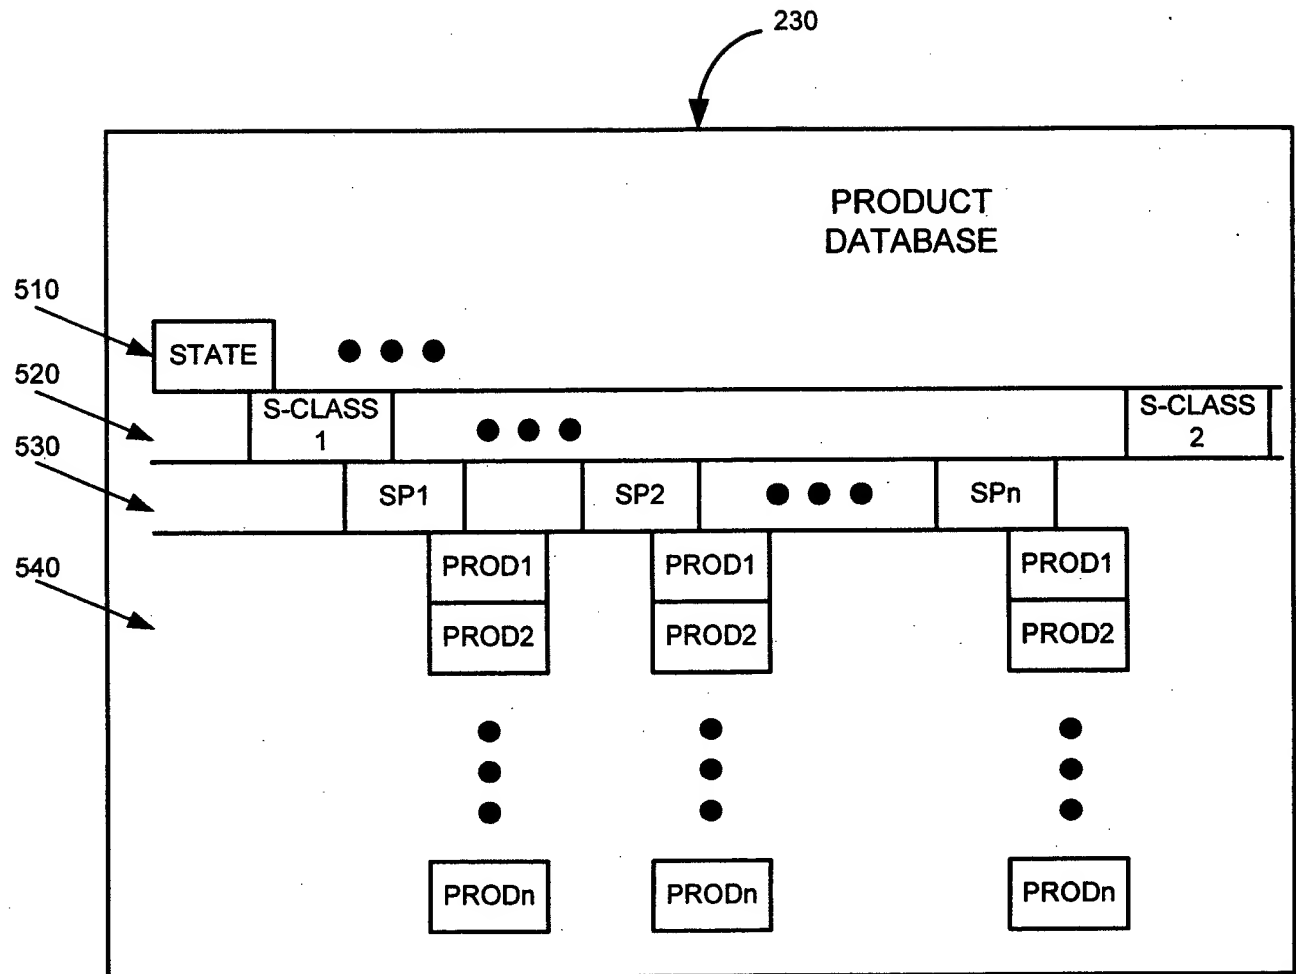 230
PRODUCT
DATABASE
510
STATE
520
S-CLASS
1
S-CLASS
2
530
SP1
SP2
SPn
540
PROD1
PROD1
PROD1
PROD2
PROD2
PROD2
PRODn
PRODn
PRODn